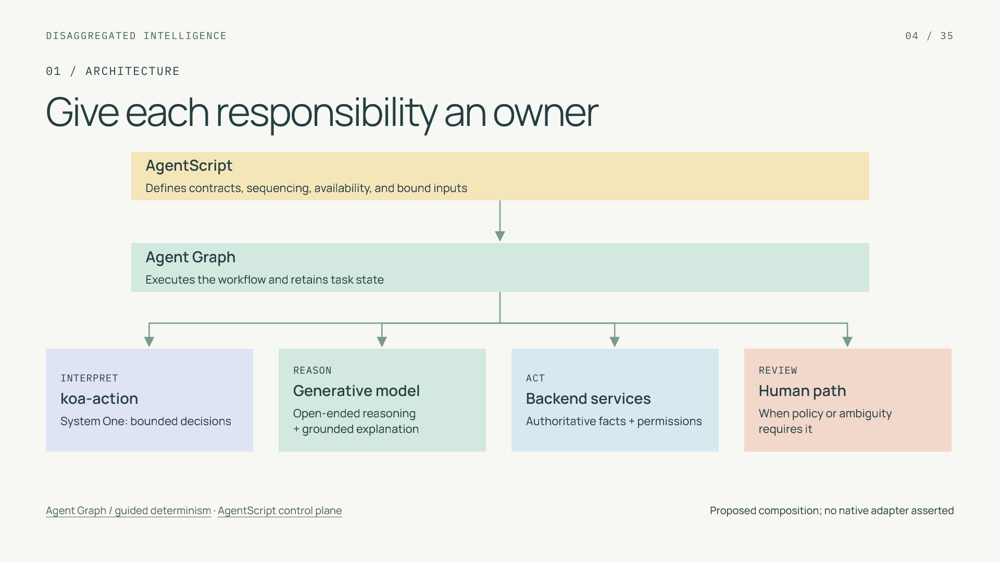 DISAGGREGATED INTELLIGENCE
04 / 35
01 / ARCHITECTURE
Give each responsibility an owner
AgentScript
Defines contracts, sequencing, availability, and bound inputs
Agent Graph
Executes the workflow and retains task state
INTERPRET
koa-action
System One: bounded decisions
REASON
Generative model
Open-ended reasoning
+ grounded explanation
ACT
Backend services
Authoritative facts + permissions
REVIEW
Human path
When policy or ambiguity
requires it
Agent Graph / guided determinism · AgentScript control plane
Proposed composition; no native adapter asserted